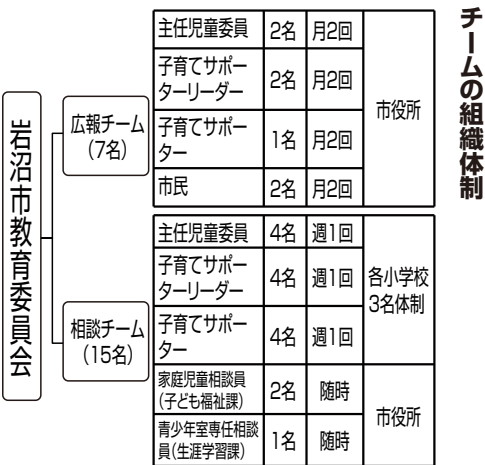 チームの組織体制
岩沼市教育委員会
広報チーム
(7名)
主任児童委員 2名 月2回
子育てサポー
ターリーダー 2名 月2回
子育てサポー
ター 1名 月2回
市民 2名 月2回
市役所
相談チーム
(15名)
主任児童委員 4名 週1回
子育てサポー
ターリーダー 4名 週1回
子育てサポー
ター 4名 週1回
各小学校
3名体制
家庭児童相談員
(子ども福祉課) 2名 随時
青少年室専任相談
員(生涯学習課) 1名 随時
市役所